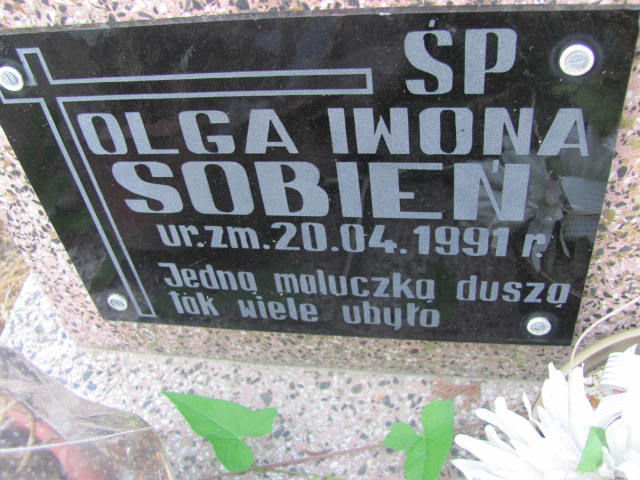 ŚP
OLGA IWONA
SOBIEŃ
ur.zm.20.04.1991 r.
Jedną maluczką duszą
tak wiele ubyło